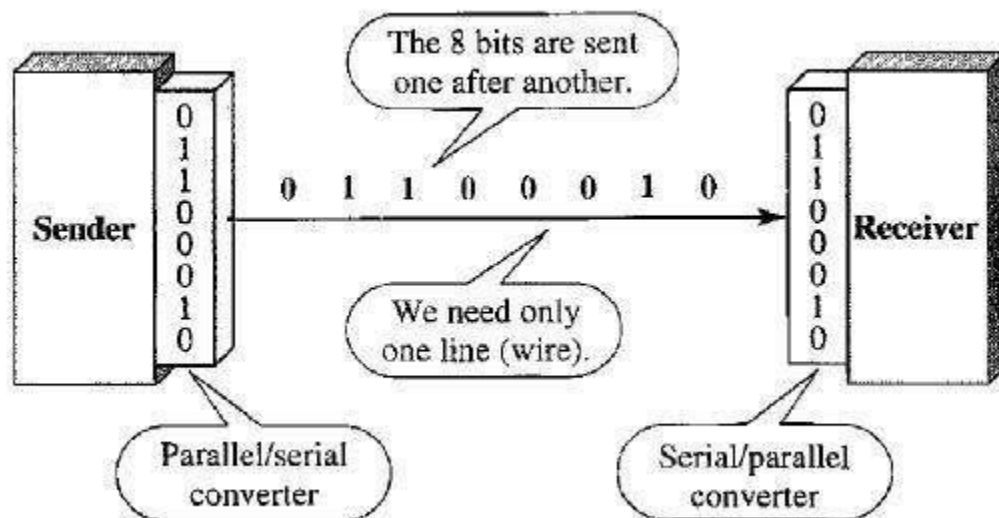 The 8 bits are sent
one after another.
0
1
1
0
0
0
1
0
0 1 1 0 0 0 1 0
0
1
1
0
0
0
1
0
Sender
Receiver
We need only
one line (wire).
Parallel/serial
converter
Serial/parallel
converter